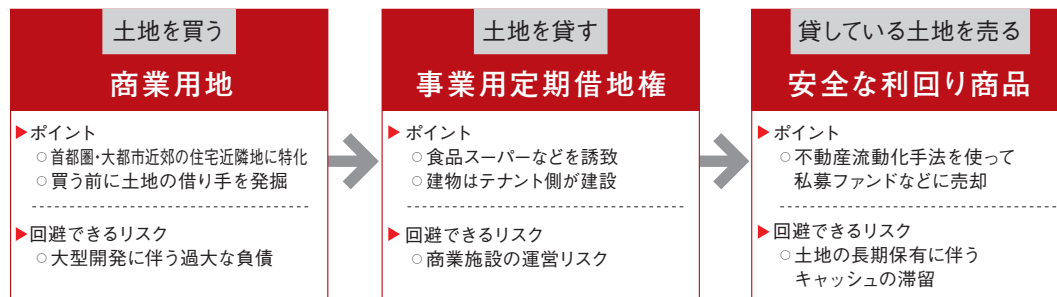 土地を買う
商業用地
▶ポイント
○首都圏・大都市近郊の住宅近隣地に特化
○買う前に土地の借り手を発掘
▶回避できるリスク
○大型開発に伴う過大な負債
土地を貸す
事業用定期借地権
▶ポイント
○食品スーパーなどを誘致
○建物はテナント側が建設
▶回避できるリスク
○商業施設の運営リスク
貸している土地を売る
安全な利回り商品
▶ポイント
○不動産流動化手法を使って
私募ファンドなどに売却
▶回避できるリスク
○土地の長期保有に伴う
キャッシュの滞留